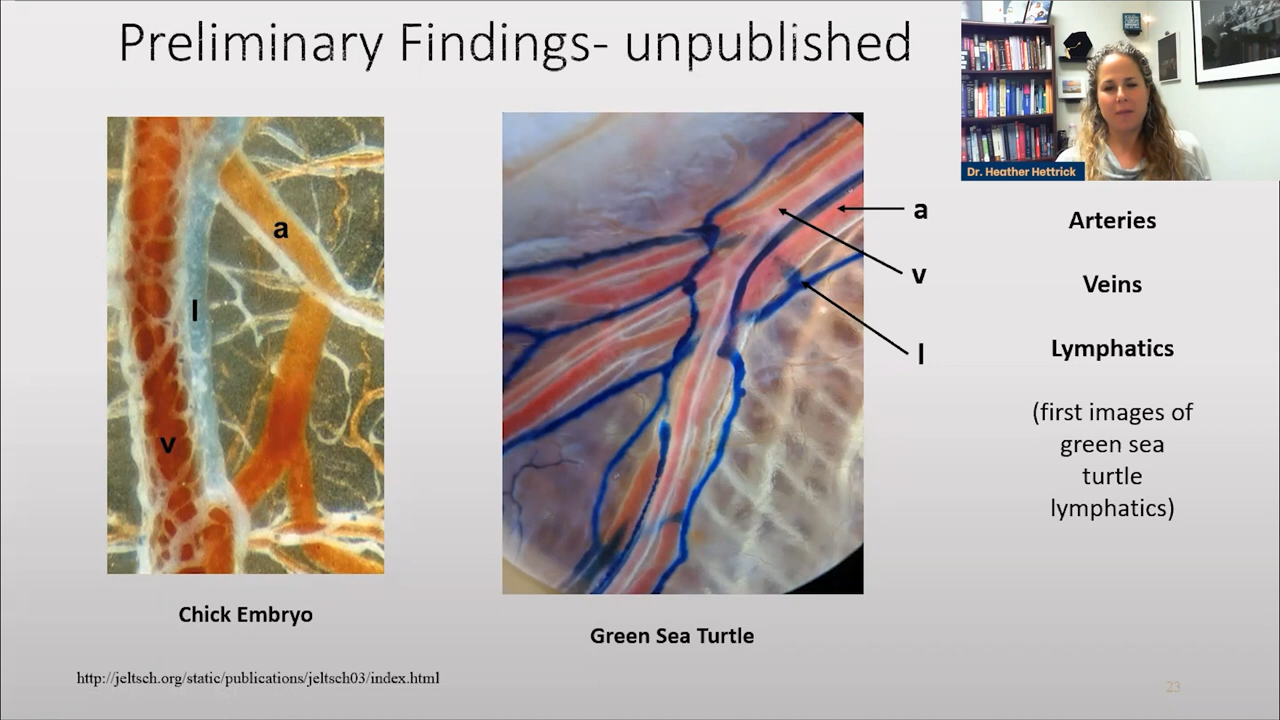 Preliminary Findings- unpublished
Dr. Heather Hettrick
a
l
v
a
v
l
Arteries
Veins
Lymphatics
(first images of
green sea
turtle
lymphatics)
Chick Embryo
Green Sea Turtle
http://jeltsch.org/static/publications/jeltsch03/index.html
23